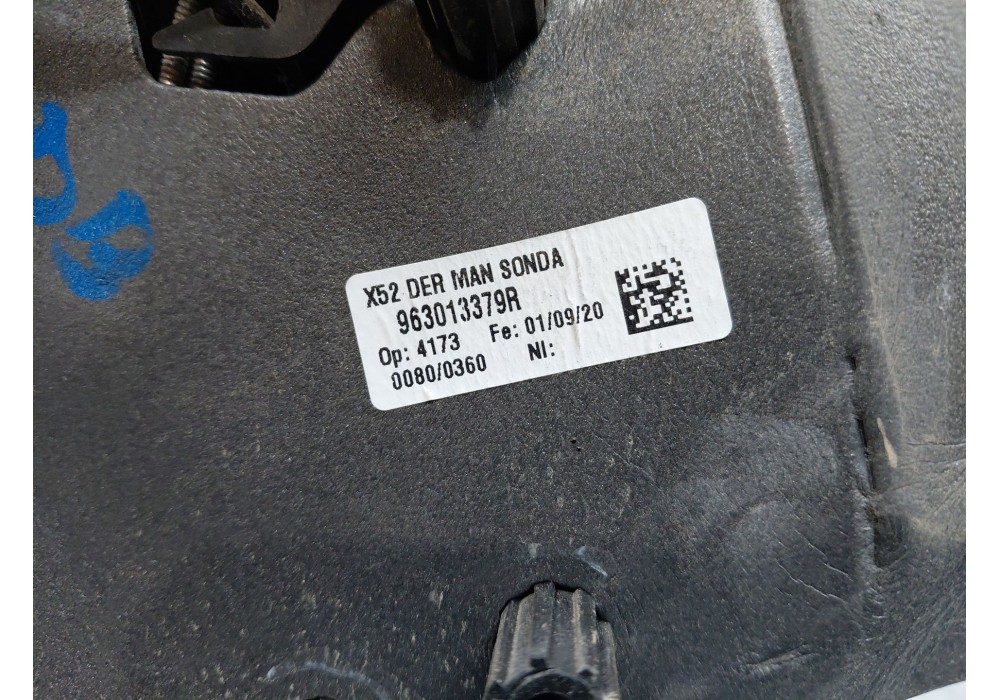 X52 DER MAN SONDA
963013379R
Op: 4173 Fe: 01/09/20
0080/0360 NI: